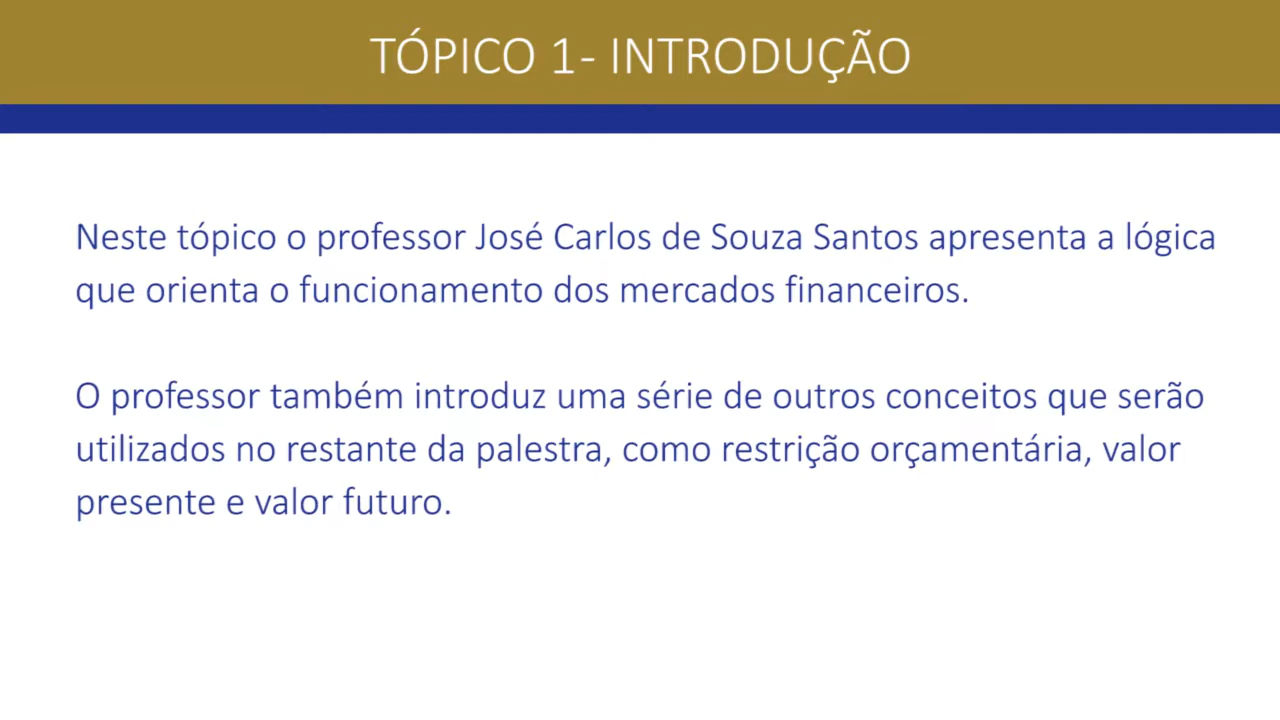 TÓPICO 1- INTRODUÇÃO
Neste tópico o professor José Carlos de Souza Santos apresenta a lógica
que orienta o funcionamento dos mercados financeiros.
O professor também introduz uma série de outros conceitos que serão
utilizados no restante da palestra, como restrição orçamentária, valor
presente e valor futuro.